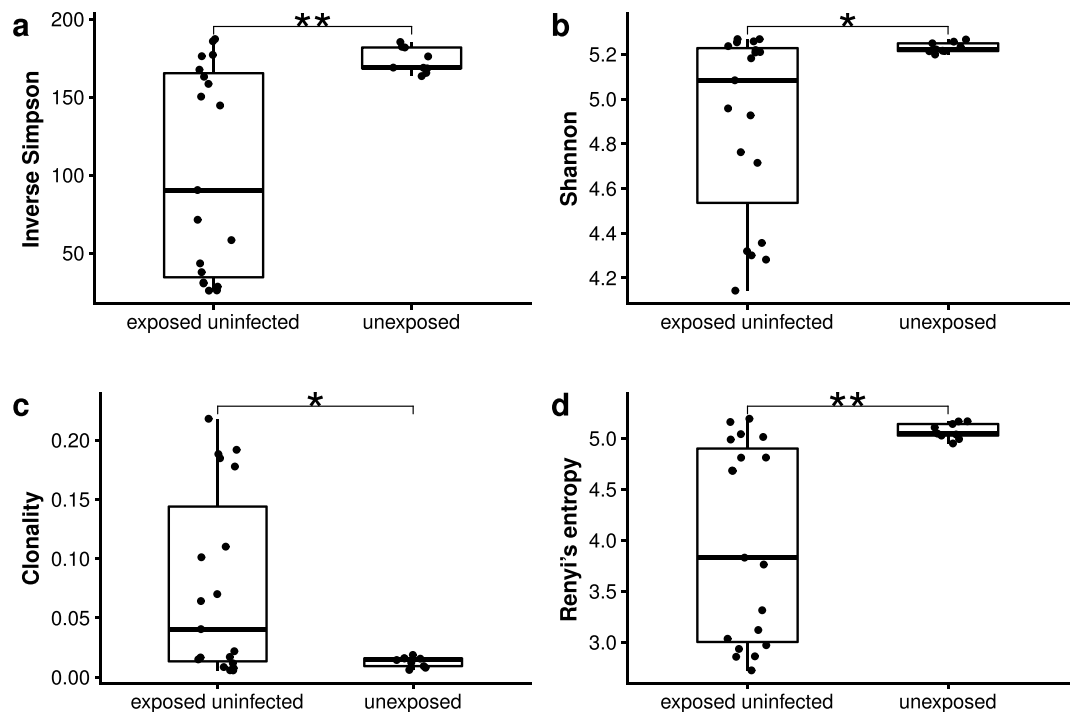 a
**
200
150
100
50
Inverse Simpson
exposed uninfected
unexposed
b
*
5.2
5.0
4.8
4.6
4.4
4.2
Shannon
exposed uninfected
unexposed
c
*
0.20
0.15
0.10
0.05
0.00
Clonality
exposed uninfected
unexposed
d
**
5.0
4.5
4.0
3.5
3.0
Renyi's entropy
exposed uninfected
unexposed